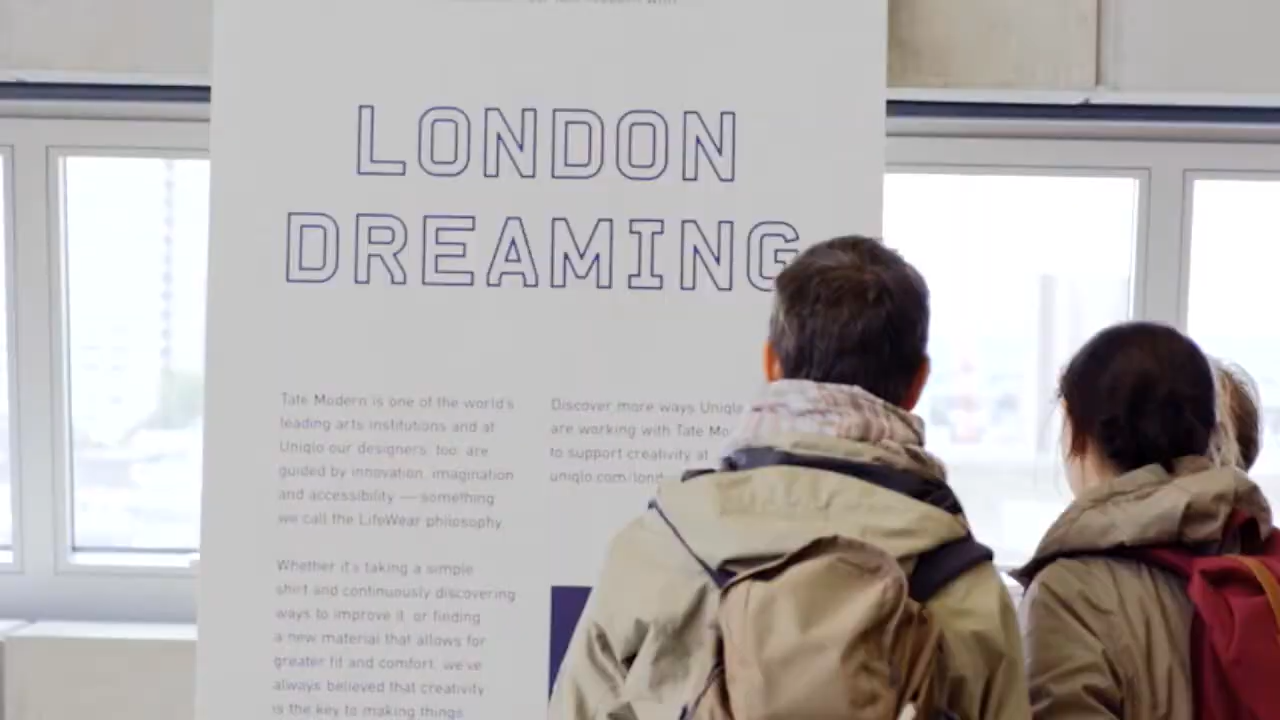 LONDON
DREAMING
Tate Modern is one of the world's
leading arts institutions and at
Uniqlo our designers, too, are
guided by innovation, imagination
and accessibility — something
we call the LifeWear philosophy.
Whether it's taking a simple
shirt and continuously discovering
ways to improve it, or finding
a new material that allows for
greater fit and comfort, we've
always believed that creativity
is the key to making things
Discover more ways Uniqlo
are working with Tate Mo
to support creativity at
uniqlo.com/lond